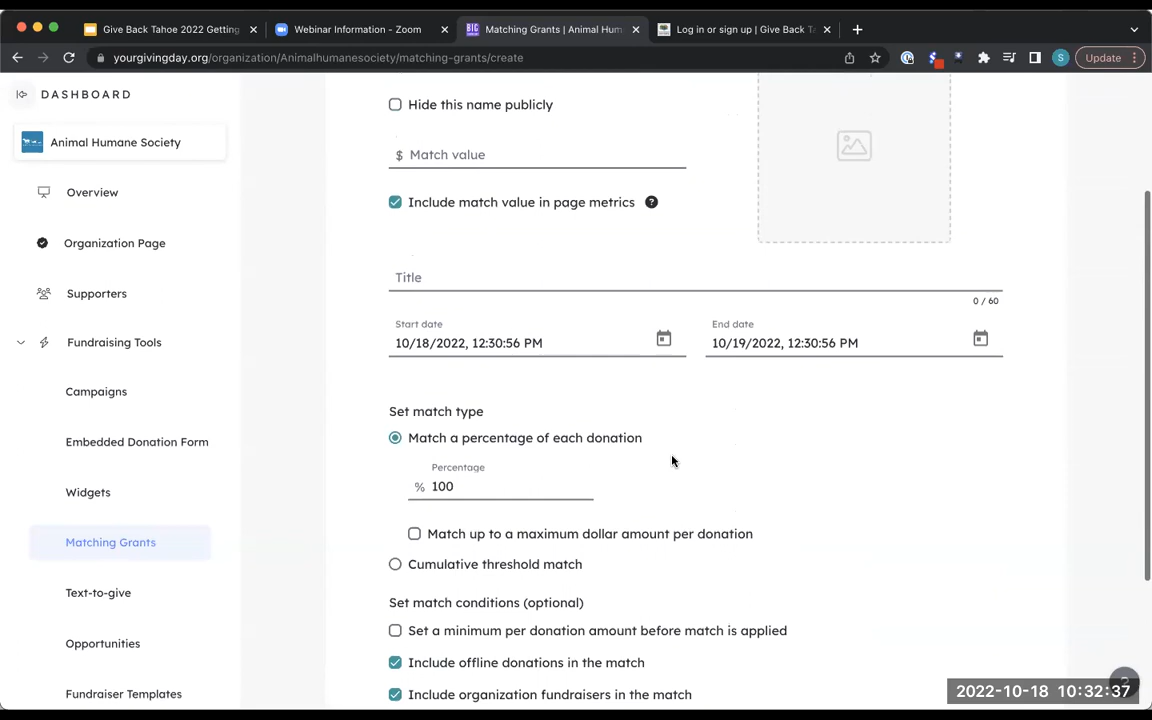 Give Back Tahoe 2022 Getting
Webinar Information - Zoom
Matching Grants | Animal Hum
Log in or sign up | Give Back T
yourgivingday.org/organization/Animalhumanesociety/matching-grants/create
S
Update
DASHBOARD
Animal Humane Society
Overview
Organization Page
Supporters
Fundraising Tools
Campaigns
Embedded Donation Form
Widgets
Matching Grants
Text-to-give
Opportunities
Fundraiser Templates
Hide this name publicly
$ Match value
Include match value in page metrics ?
Title
0 / 60
Start date
10/18/2022, 12:30:56 PM
End date
10/19/2022, 12:30:56 PM
Set match type
Match a percentage of each donation
Percentage
% 100
Match up to a maximum dollar amount per donation
Cumulative threshold match
Set match conditions (optional)
Set a minimum per donation amount before match is applied
Include offline donations in the match
Include organization fundraisers in the match
2022-10-18 10:32:37